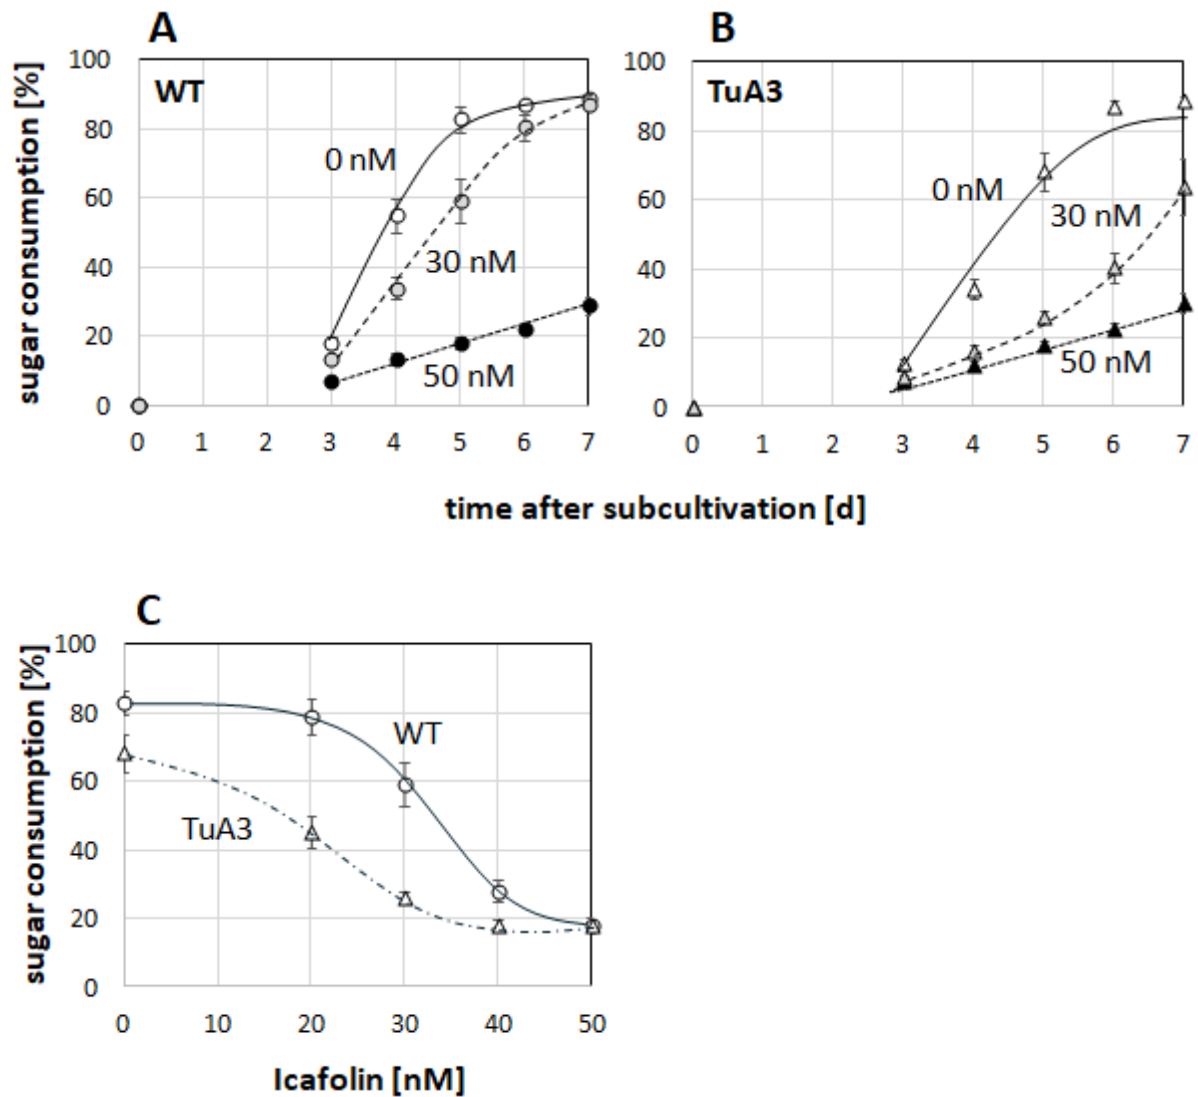 A
B
100
80
60
40
20
0
sugar consumption [%]
WT
0 nM
30 nM
50 nM
0 1 2 3 4 5 6 7
100
80
60
40
20
0
TuA3
0 nM
30 nM
50 nM
0 1 2 3 4 5 6 7
time after subcultivation [d]
C
100
80
60
40
20
0
sugar consumption [%]
WT
TuA3
0 10 20 30 40 50
Icafolin [nM]